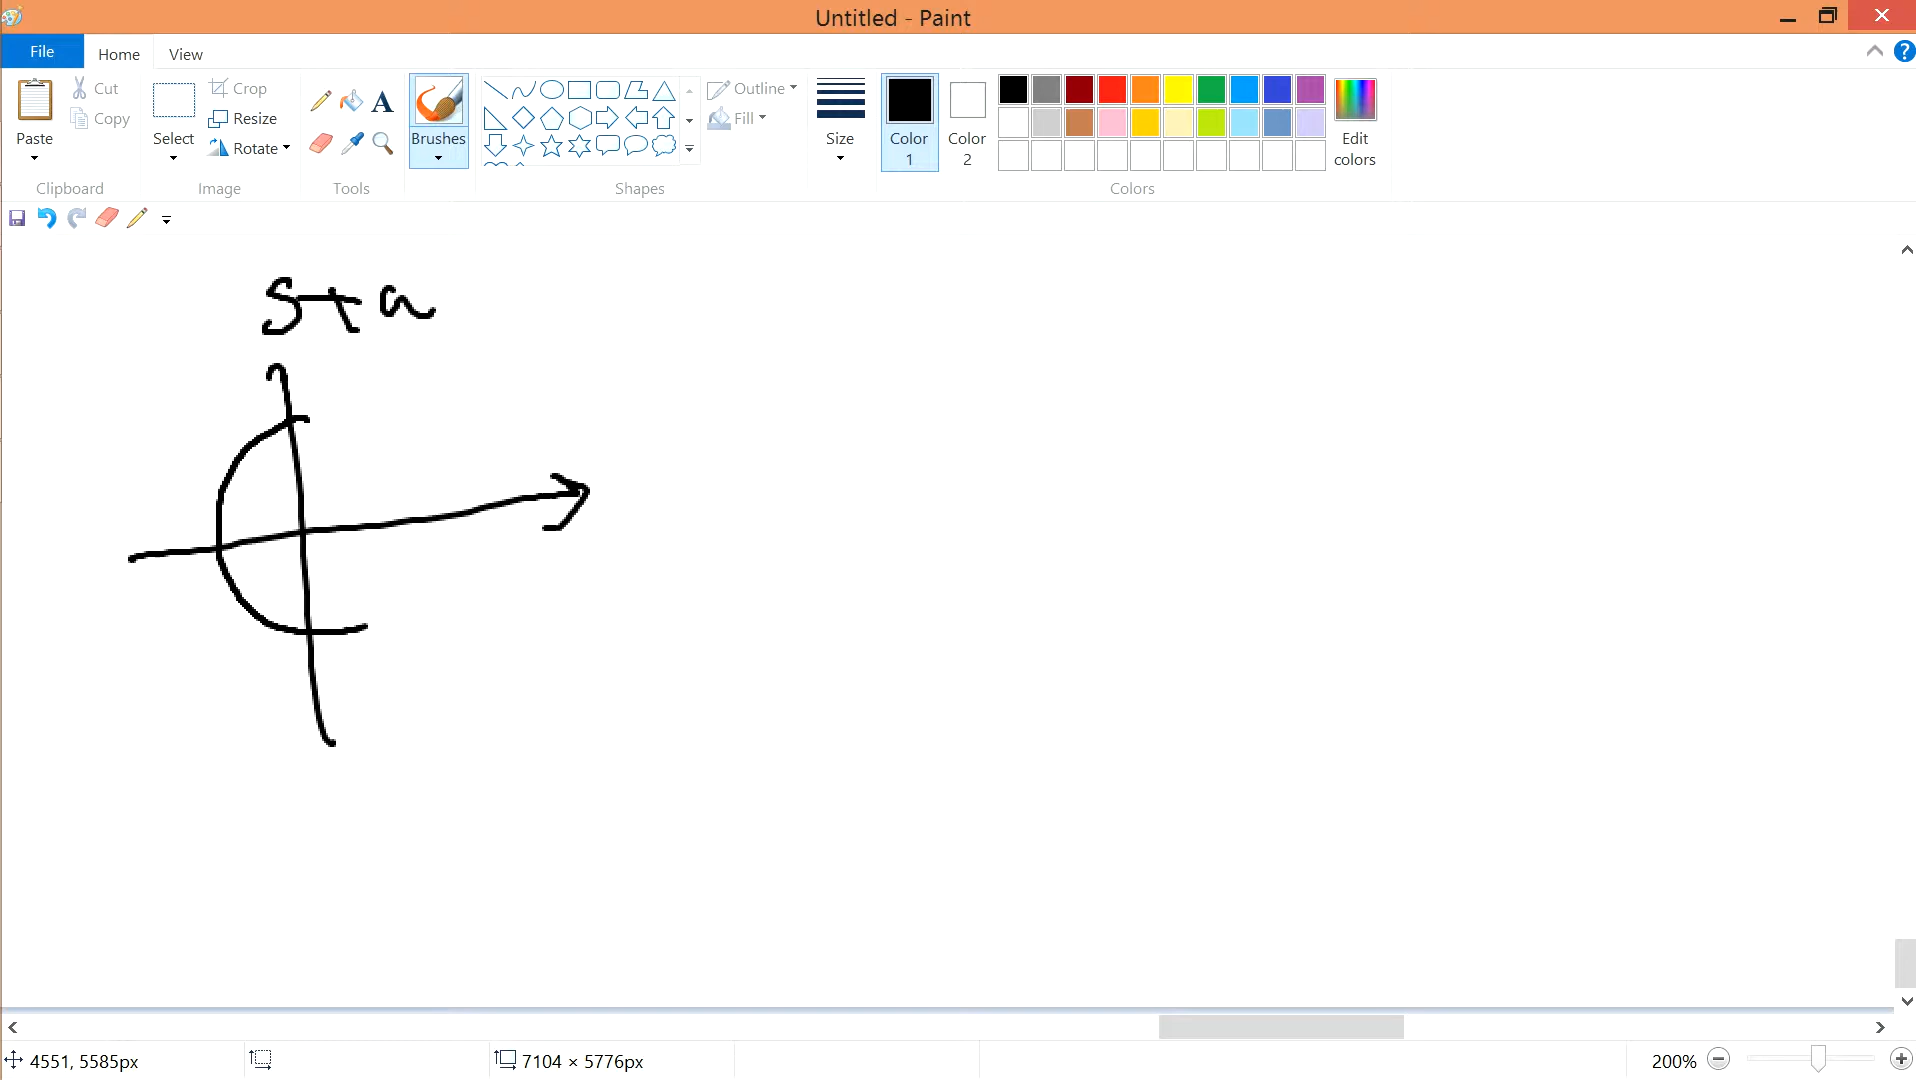 Untitled - Paint
File
Home
View
Paste
Cut
Copy
Clipboard
Select
Crop
Resize
Rotate
Image
A
Tools
Brushes
Shapes
Outline
Fill
Size
Color 1
Color 2
Edit colors
Colors
s+a
4551, 5585px
7104 × 5776px
200%